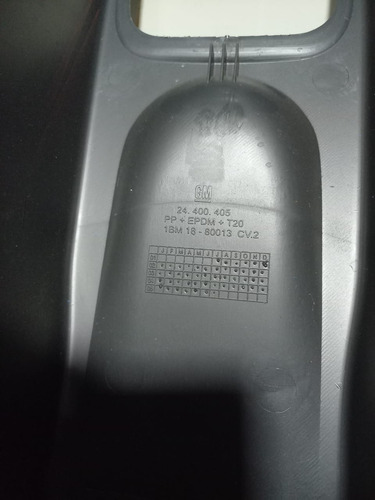 GM
24.400.405
PP + EPDM + T20
1BM 18 - 80013 CV.2
J F M A M J J A S O N D